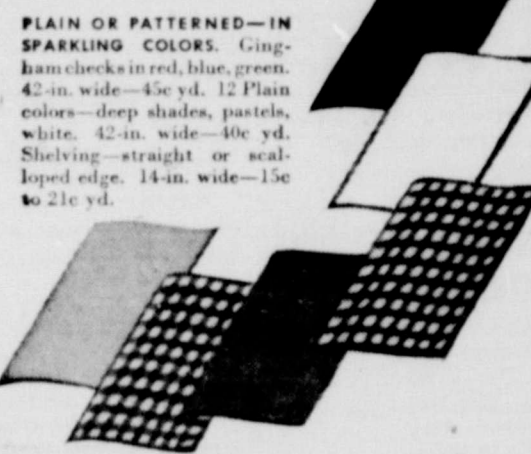 PLAIN OR PATTERNED—IN
SPARKLING COLORS. Ging-
ham checks in red, blue, green.
42-in. wide—45c yd. 12 Plain
colors—deep shades, pastels,
white. 42-in. wide—40c yd.
Shelving—straight or scal-
loped edge. 14-in. wide—15c
to 21c yd.